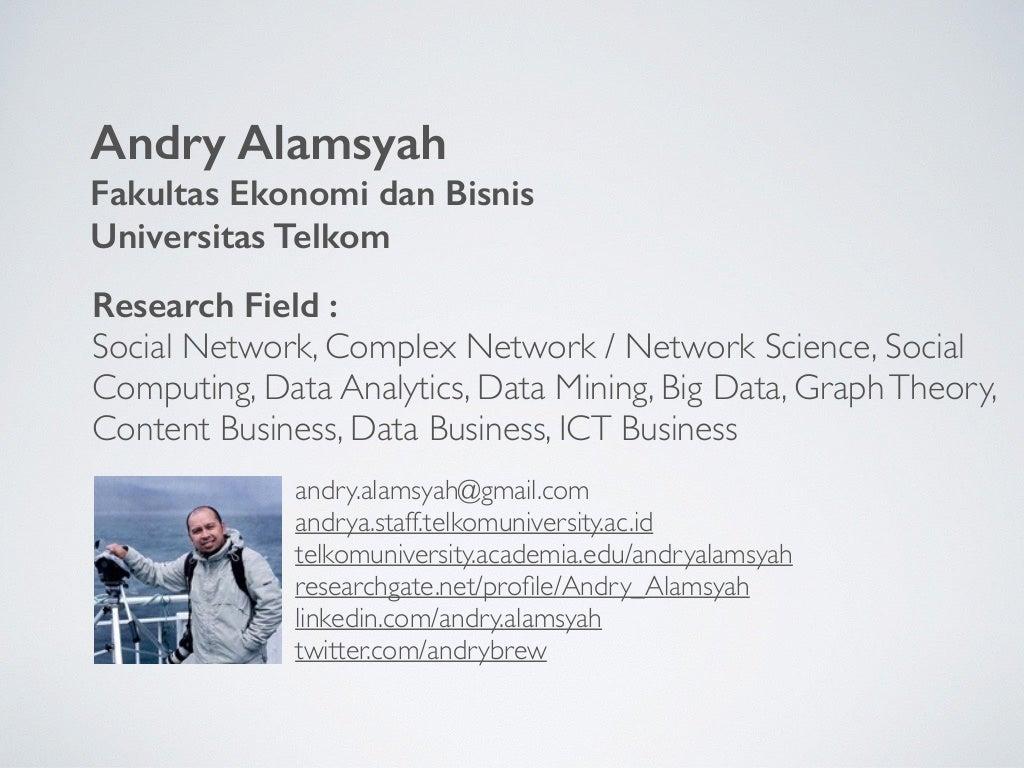 Andry Alamsyah
Fakultas Ekonomi dan Bisnis
Universitas Telkom
Research Field :
Social Network, Complex Network / Network Science, Social
Computing, Data Analytics, Data Mining, Big Data, Graph Theory,
Content Business, Data Business, ICT Business
andry.alamsyah@gmail.com
andrya.staff.telkomuniversity.ac.id
telkomuniversity.academia.edu/andryalamsyah
researchgate.net/profile/Andry_Alamsyah
linkedin.com/andry.alamsyah
twitter.com/andrybrew